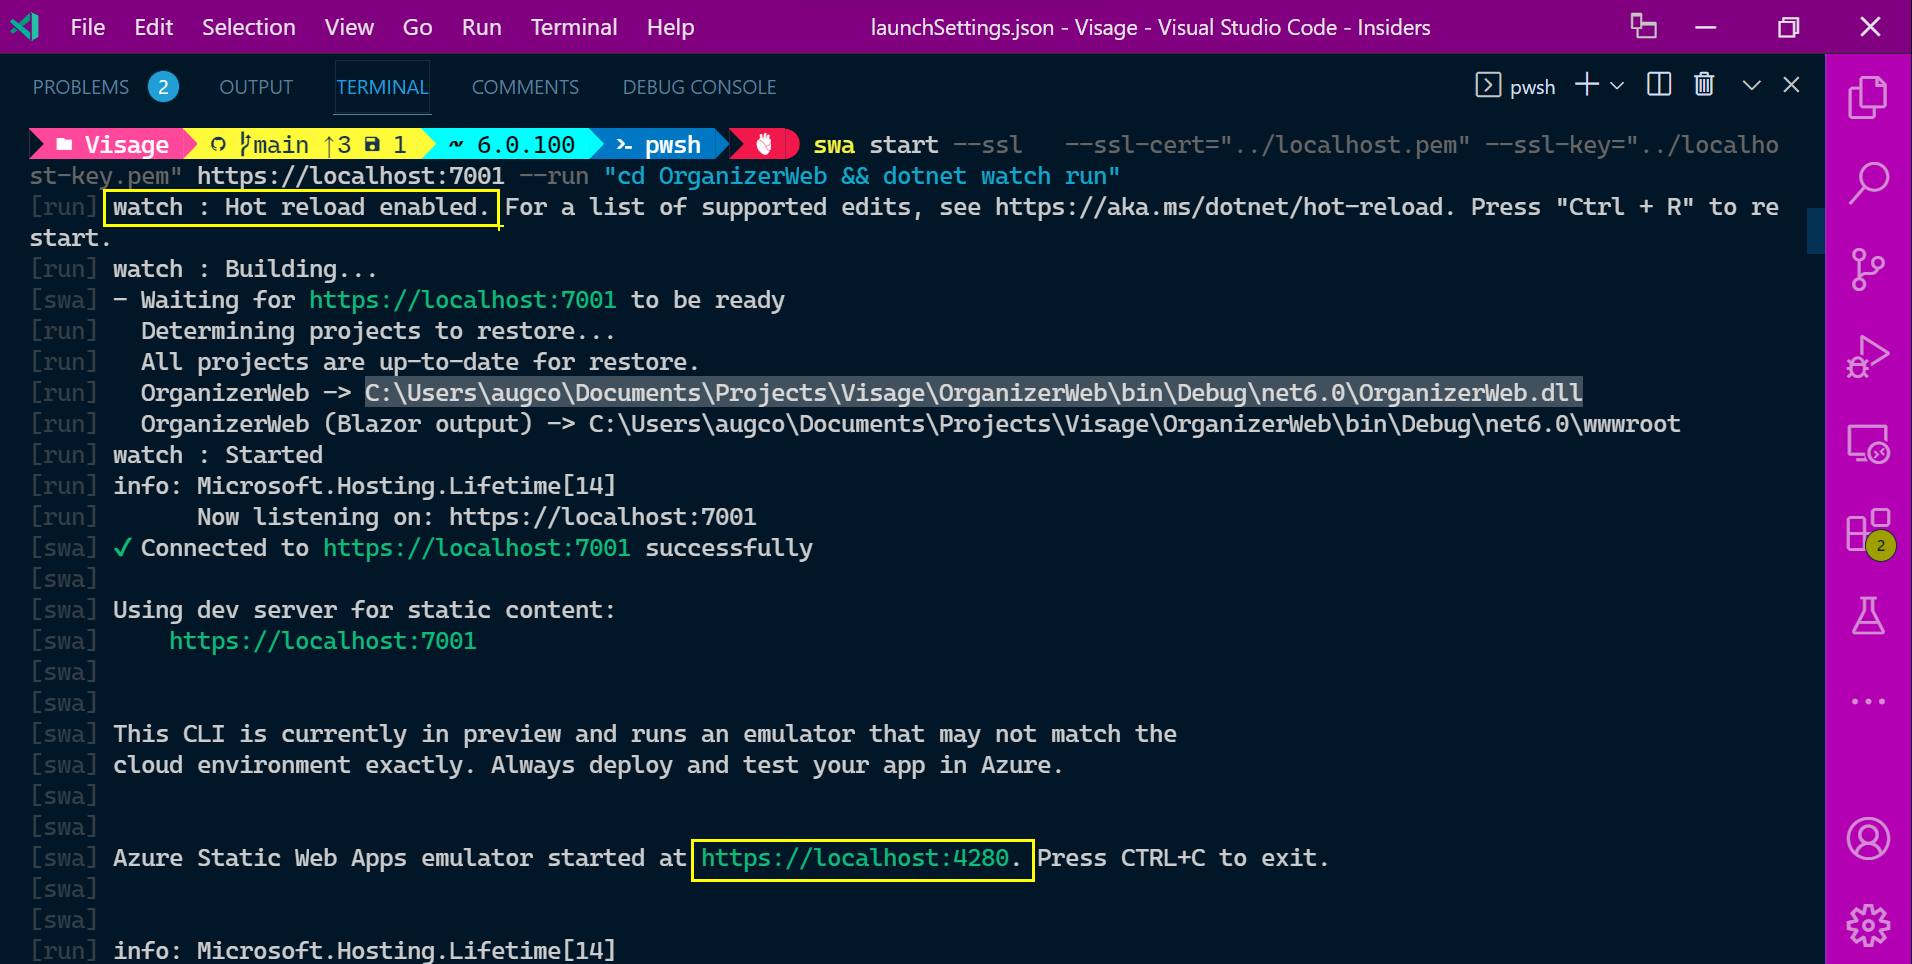 File Edit Selection View Go Run Terminal Help launchSettings.json - Visage - Visual Studio Code - Insiders
PROBLEMS 2 OUTPUT TERMINAL COMMENTS DEBUG CONSOLE pwsh
Visage main ↑3 1 ~ 6.0.100 pwsh swa start --ssl --ssl-cert="../localhost.pem" --ssl-key="../localho
st-key.pem" https://localhost:7001 --run "cd OrganizerWeb && dotnet watch run"
[run] watch : Hot reload enabled. For a list of supported edits, see https://aka.ms/dotnet/hot-reload. Press "Ctrl + R" to re
start.
[run] watch : Building...
[swa] - Waiting for https://localhost:7001 to be ready
[run] Determining projects to restore...
[run] All projects are up-to-date for restore.
[run] OrganizerWeb -> C:\Users\augco\Documents\Projects\Visage\OrganizerWeb\bin\Debug\net6.0\OrganizerWeb.dll
[run] OrganizerWeb (Blazor output) -> C:\Users\augco\Documents\Projects\Visage\OrganizerWeb\bin\Debug\net6.0\wwwroot
[run] watch : Started
[run] info: Microsoft.Hosting.Lifetime[14]
[run] Now listening on: https://localhost:7001
[swa] ✓ Connected to https://localhost:7001 successfully
[swa]
[swa] Using dev server for static content:
[swa] https://localhost:7001
[swa]
[swa]
[swa] This CLI is currently in preview and runs an emulator that may not match the
[swa] cloud environment exactly. Always deploy and test your app in Azure.
[swa]
[swa]
[swa] Azure Static Web Apps emulator started at https://localhost:4280. Press CTRL+C to exit.
[swa]
[swa]
[run] info: Microsoft.Hosting.Lifetime[14]
2